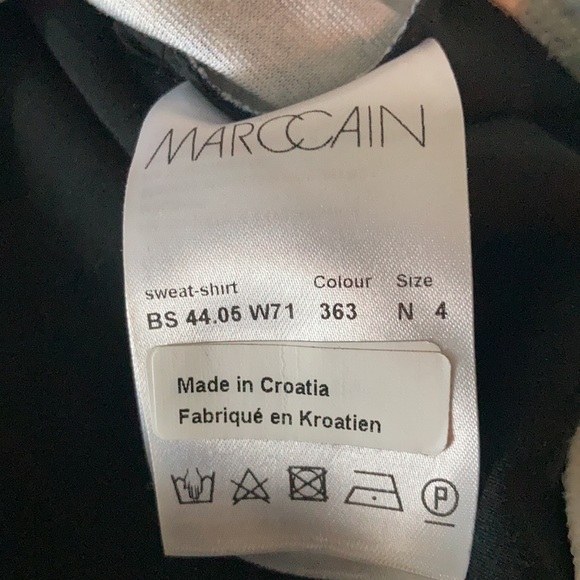 MARCCAIN
sweat-shirt Colour Size
BS 44.05 W71 363 N 4
Made in Croatia
Fabriqué en Kroatien
P